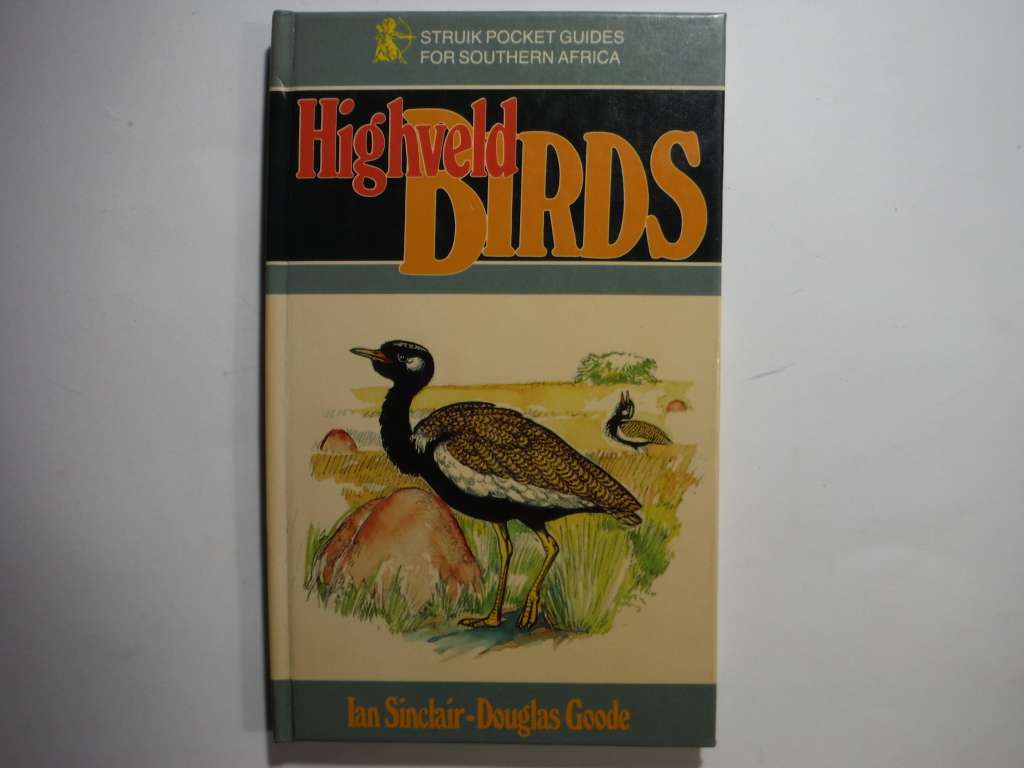 STRUIK POCKET GUIDES
FOR SOUTHERN AFRICA
Highveld
BIRDS
Ian Sinclair-Douglas Goode